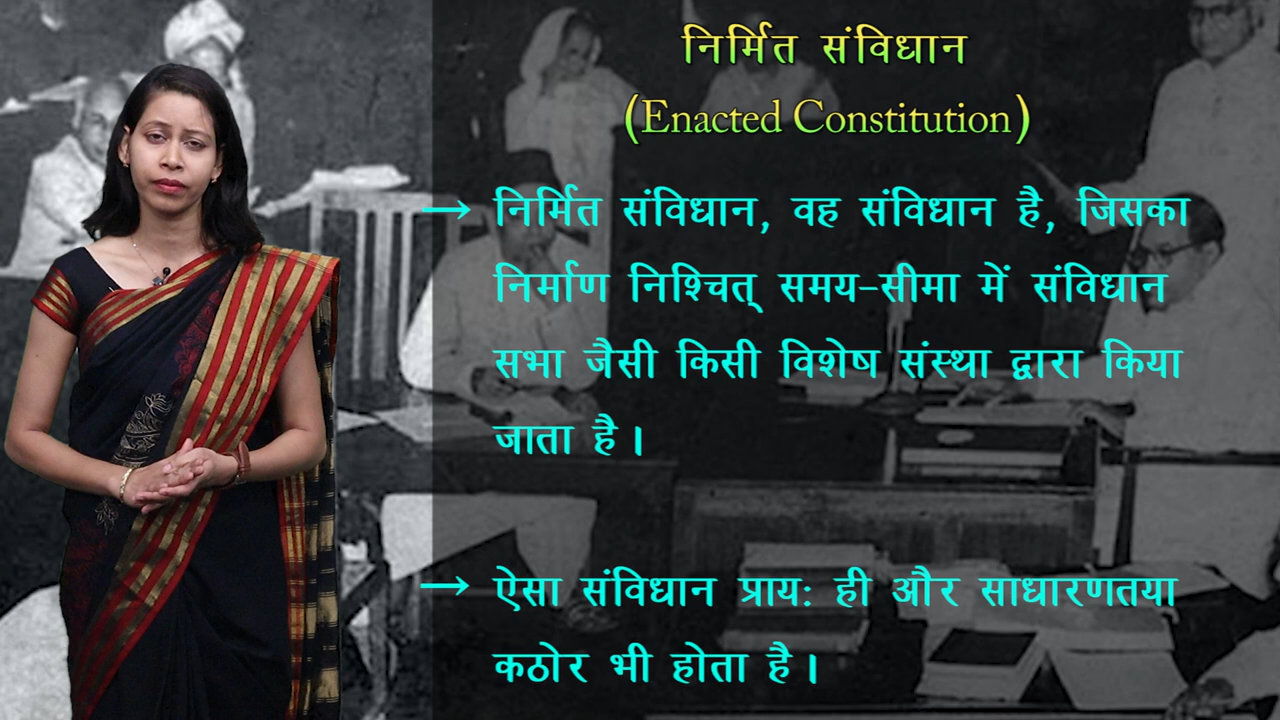 निर्मित संविधान
(Enacted Constitution)
→ निर्मित संविधान, वह संविधान है, जिसका
निर्माण निश्चित् समय-सीमा में संविधान
सभा जैसी किसी विशेष संस्था द्वारा किया
जाता है।
→ ऐसा संविधान प्राय: ही और साधारणतया
कठोर भी होता है।